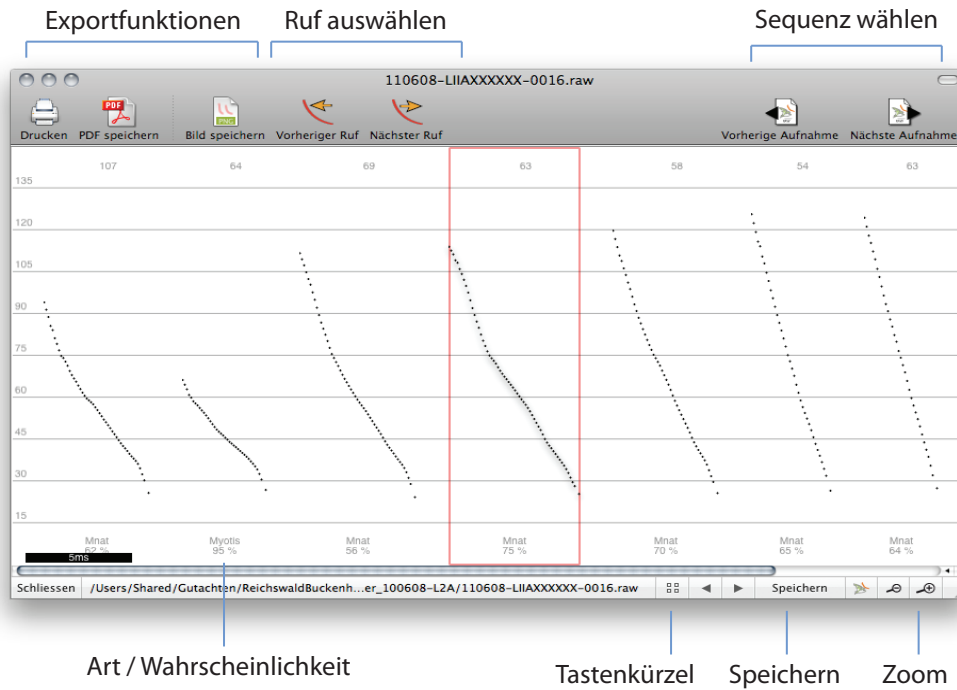 Exportfunktionen Ruf auswählen Sequenz wählen
110608-LIIAXXXXXX-0016.raw
PDF
PNG
Drucken PDF speichern Bild speichern Vorheriger Ruf Nächster Ruf Vorherige Aufnahme Nächste Aufnahme
107 64 69 63 58 54 63
135
120
105
90
75
60
45
30
15
Mnat Myotis Mnat Mnat Mnat Mnat Mnat
62 % 95 % 56 % 75 % 70 % 65 % 64 %
5ms
Schliessen /Users/Shared/Gutachten/ReichswaldBuckenh...er_100608-L2A/110608-LIIAXXXXXX-0016.raw Speichern
Art / Wahrscheinlichkeit Tastenkürzel Speichern Zoom